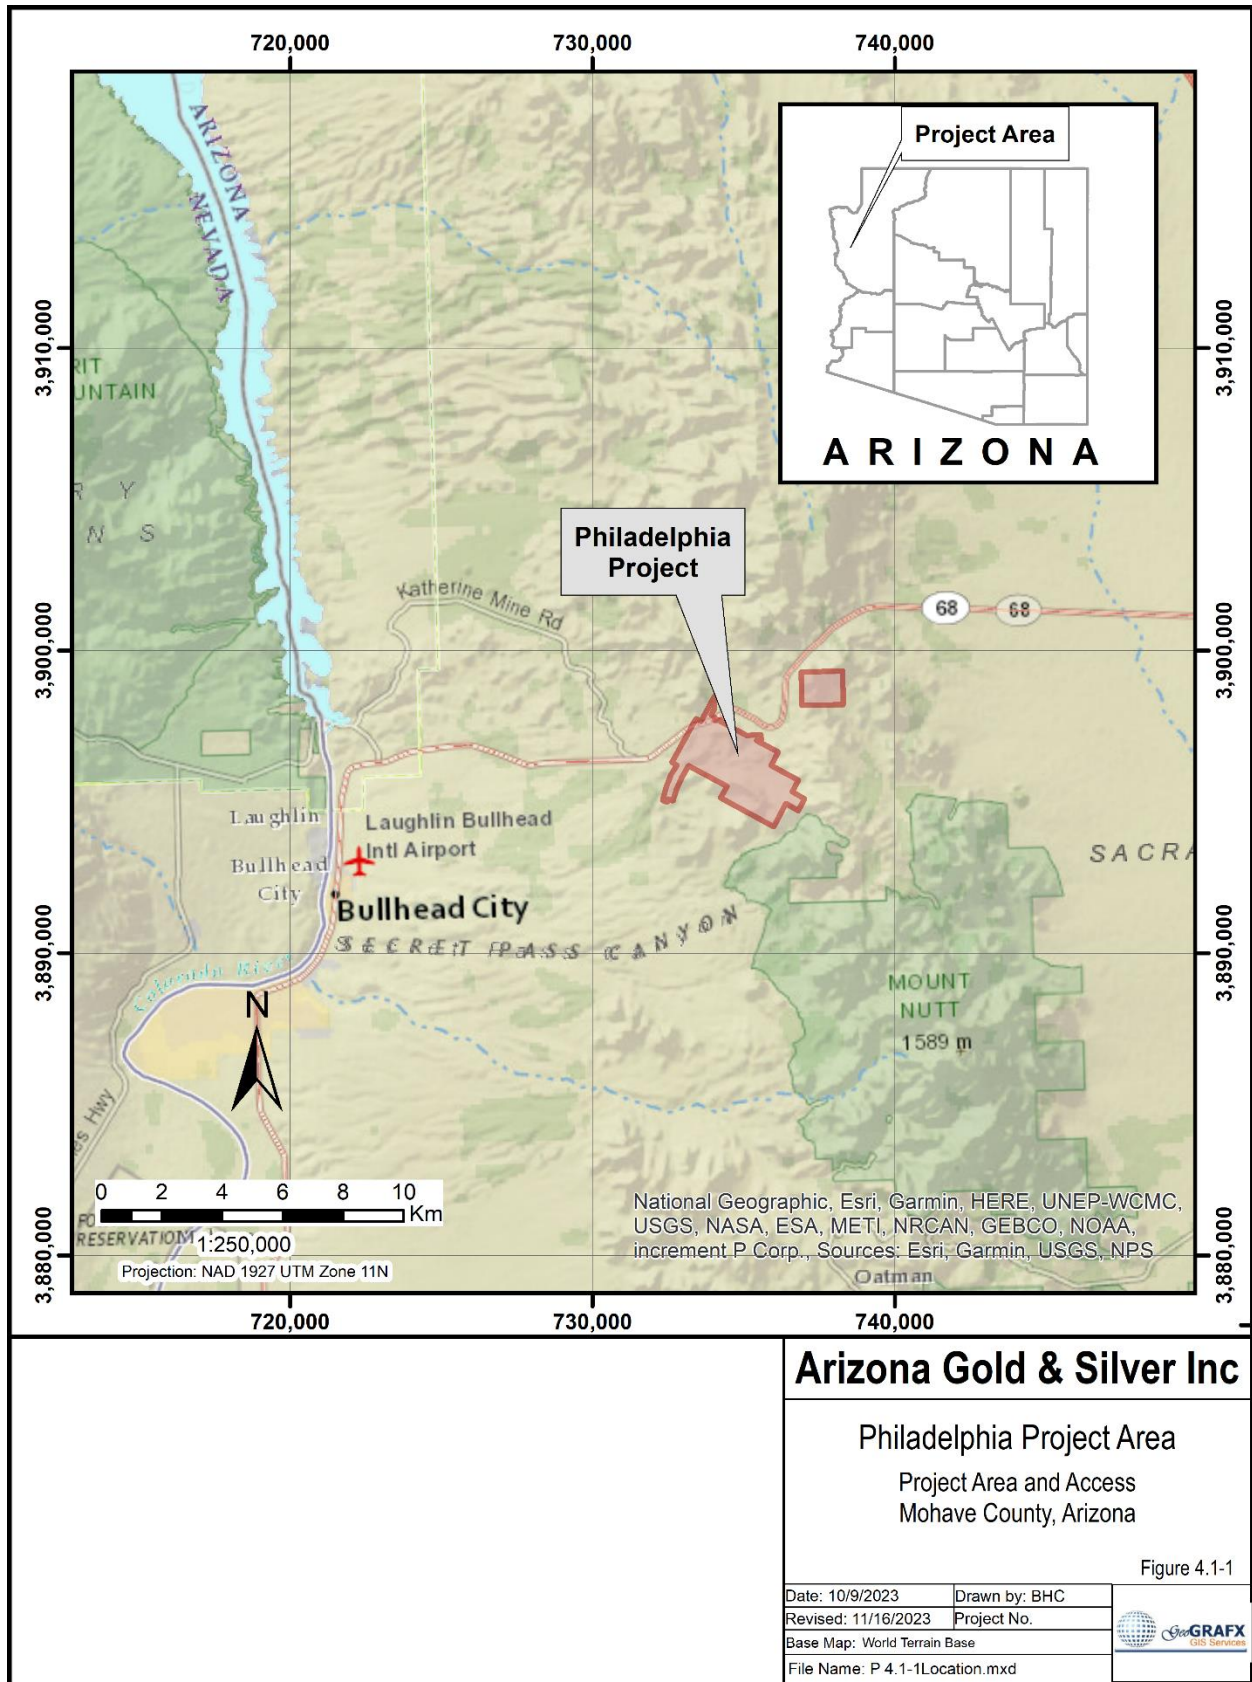 720,000
730,000
740,000
ARIZONA
NEVADA
Project Area
ARIZONA
3,910,000
3,910,000
RIT
UNTAIN
R Y
N S
Philadelphia
Project
Katherine Mine Rd
68
68
3,900,000
3,900,000
Laughlin
Laughlin Bullhead
Intl Airport
Bullhead
City
Bullhead City
SECRET PASS CANYON
SACRA
3,890,000
3,890,000
Colorado River
MOUNT
NUTT
1589 m
N
es Hwy
0 2 4 6 8 10
Km
FO
RESERVATION
1:250,000
Projection: NAD 1927 UTM Zone 11N
National Geographic, Esri, Garmin, HERE, UNEP-WCMC,
USGS, NASA, ESA, METI, NRCAN, GEBCO, NOAA,
increment P Corp., Sources: Esri, Garmin, USGS, NPS
Oatman
3,880,000
3,880,000
720,000
730,000
740,000
Arizona Gold & Silver Inc
Philadelphia Project Area
Project Area and Access
Mohave County, Arizona
Figure 4.1-1
Date: 10/9/2023
Drawn by: BHC
Revised: 11/16/2023
Project No.
Base Map: World Terrain Base
File Name: P 4.1-1Location.mxd
GeoGRAFX
GIS Services